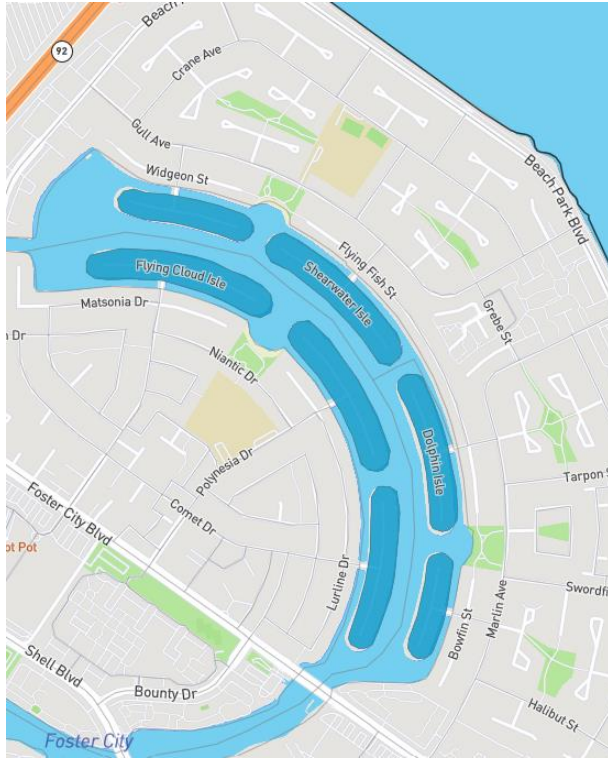 Beach P
92
Crane Ave
Gull Ave
Widgeon St
Beach Park Blvd
Flying Fish St
Shearwater Isle
Flying Cloud Isle
Matsonia Dr
n Dr
Grebe St
Niantic Dr
Dolphin Isle
Polynesia Dr
Tarpon S
Foster City Blvd
Comet Dr
ot Pot
Lurline Dr
Swordfi
Marlin Ave
Bowfin St
Shell Blvd
Bounty Dr
Halibut St
Foster City